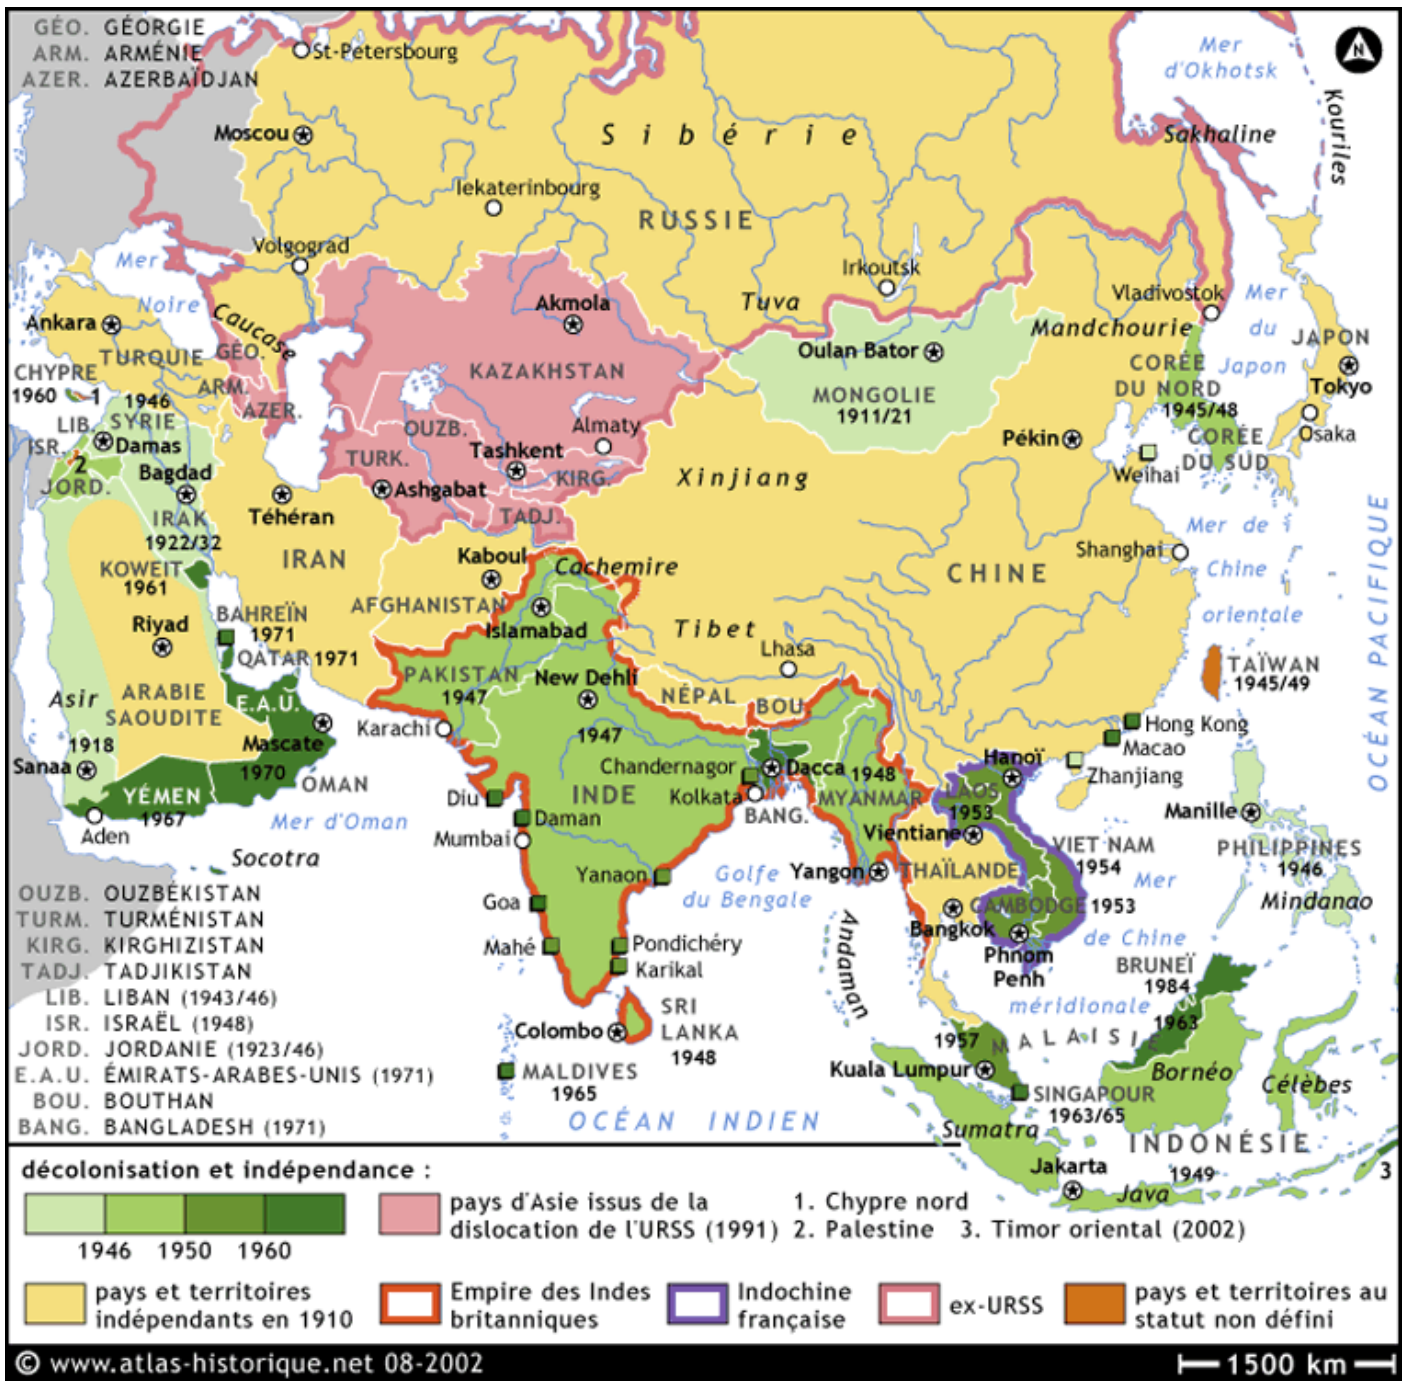 GÉO. GÉORGIE
ARM. ARMÉNIE
AZER. AZERBAÏDJAN
St-Petersbourg
Moscou
Sibérie
Mer
d'Okhotsk
N
Kouriles
Sakhaline
Iekaterinbourg
RUSSIE
Volgograd
Mer
Noire
Irkoutsk
Tuva
Akmola
Vladivostok
Mer
du
Japon
Mandchourie
Ankara
Caucase
TURQUIE
GÉO.
ARM.
AZER.
CHYPRE
1960
1
1946
KAZAKHSTAN
Oulan Bator
MONGOLIE
1911/21
CORÉE
DU NORD
1945/48
JAPON
Tokyo
Osaka
LIB.
SYRIE
ISR.
Damas
2
JORD.
Bagdad
IRAK
1922/32
OUZB.
Almaty
Tashkent
TURK.
KIRG.
Ashgabat
TADJ.
Pékin
CORÉE
DU SUD
Weihai
Xinjiang
Téhéran
IRAN
Kaboul
Cachemire
Shanghai
CHINE
Mer de
Chine
orientale
OCÉAN PACIFIQUE
KOWEIT
1961
AFGHANISTAN
Islamabad
Tibet
Lhasa
Riyad
BAHREÏN
1971
QATAR 1971
PAKISTAN
1947
New Dehli
1947
NÉPAL
BOU.
TAÏWAN
1945/49
Asir
ARABIE
SAOUDITE
E.A.U.
Karachi
Mascate
1970
OMAN
1918
Sanaa
YÉMEN
1967
Aden
Mer d'Oman
Socotra
Chandernagor
Dacca
1948
Kolkata
BANG.
MYANMAR
INDE
Diu
Daman
Mumbai
Hong Kong
Macao
Zhanjiang
Hanoï
LAOS
1953
Vientiane
VIET NAM
1954
Manille
PHILIPPINES
1946
Mindanao
Yanaon
Golfe
du Bengale
Yangon
THAÏLANDE
CAMBODGE 1953
Bangkok
Phnom
Penh
Mer
de Chine
méridionale
Goa
Mahé
Pondichéry
Karikal
Andaman
BRUNEÏ
1984
1963
Colombo
SRI
LANKA
1948
1957
MALAISIE
Kuala Lumpur
Bornéo
Célèbes
MALDIVES
1965
SINGAPOUR
1963/65
OCÉAN INDIEN
Sumatra
INDONÉSIE
1949
Jakarta
Java
3
OUZB. OUZBÉKISTAN
TURM. TURMÉNISTAN
KIRG. KIRGHIZISTAN
TADJ. TADJIKISTAN
LIB. LIBAN (1943/46)
ISR. ISRAËL (1948)
JORD. JORDANIE (1923/46)
E.A.U. ÉMIRATS-ARABES-UNIS (1971)
BOU. BOUTHAN
BANG. BANGLADESH (1971)
décolonisation et indépendance :
1946 1950 1960
pays d'Asie issus de la
dislocation de l'URSS (1991)
1. Chypre nord
2. Palestine 3. Timor oriental (2002)
pays et territoires
indépendants en 1910
Empire des Indes
britanniques
Indochine
française
ex-URSS
pays et territoires au
statut non défini
© www.atlas-historique.net 08-2002
1500 km